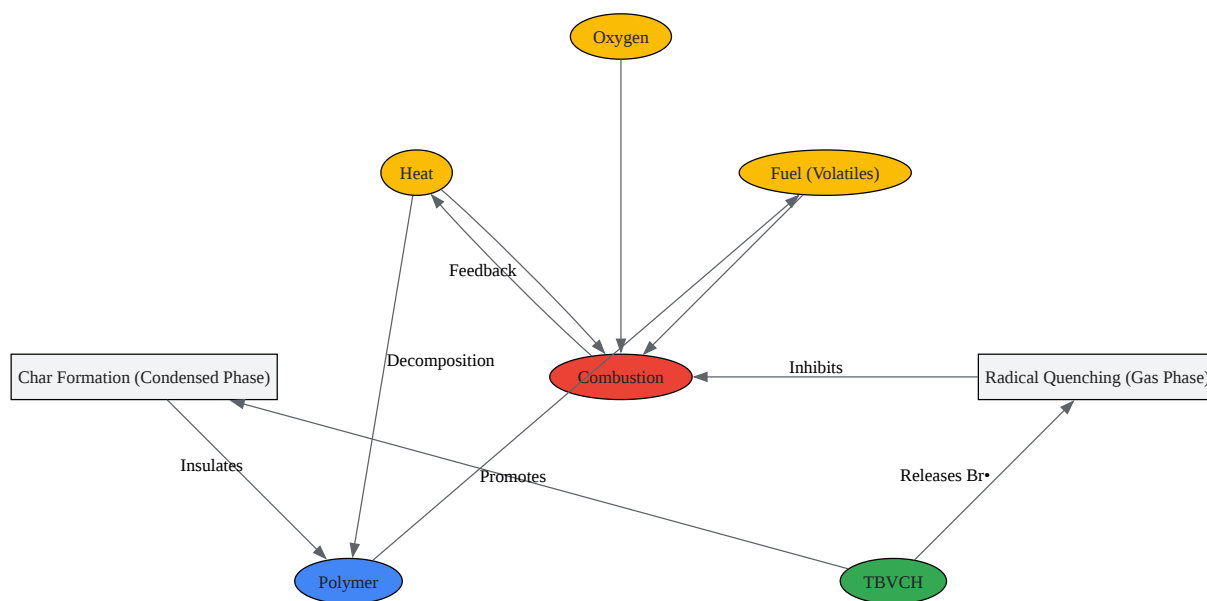 Oxygen
Heat
Fuel (Volatiles)
Feedback
Decomposition
Char Formation (Condensed Phase)
Combustion
Inhibits
Radical Quenching (Gas Phase)
Insulates
Promotes
Releases Br•
Polymer
TBVCH